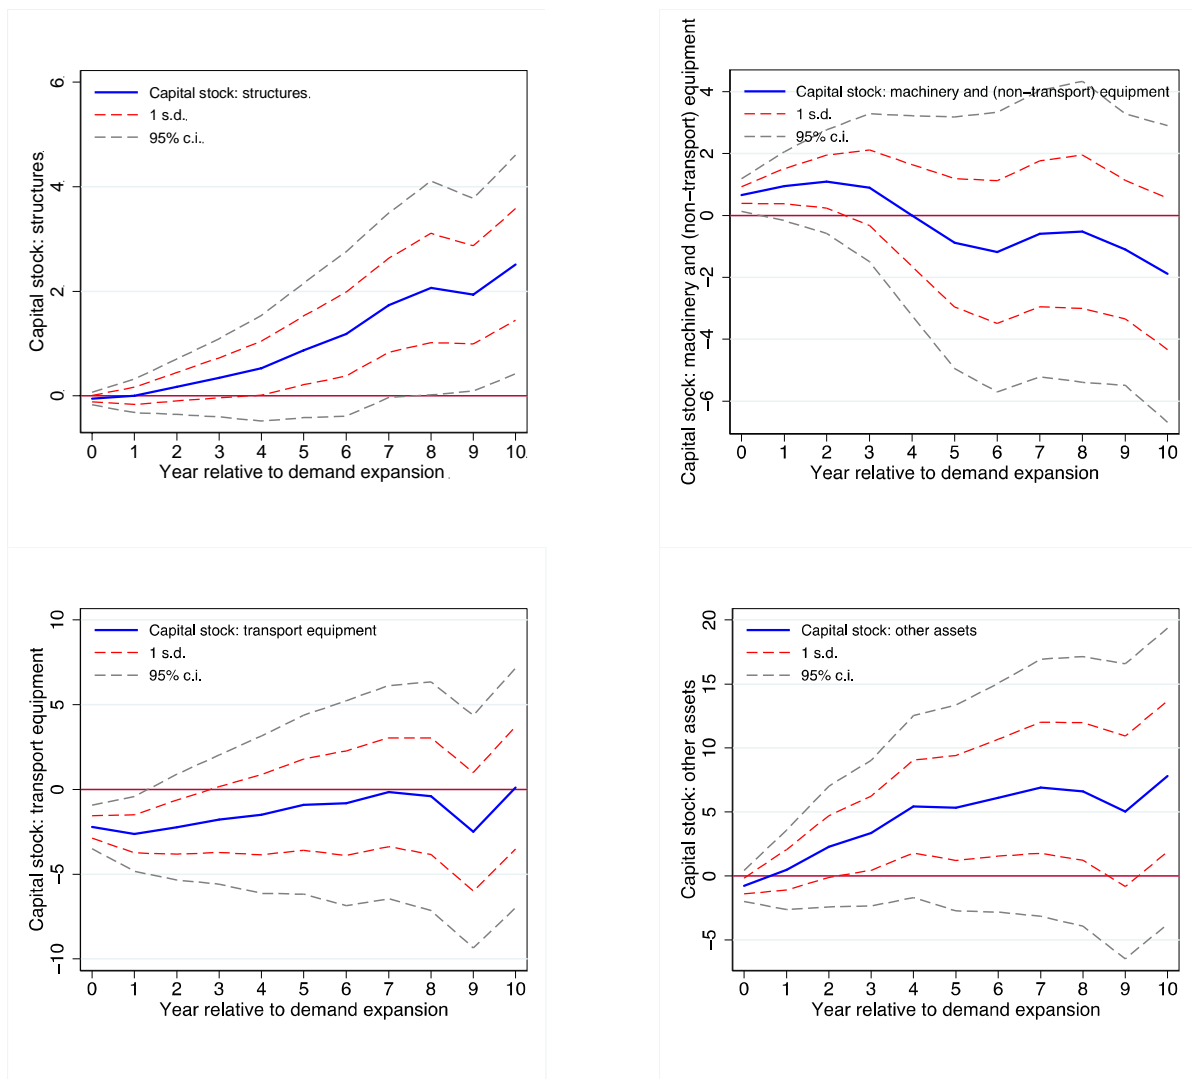 Capital stock: structures
6
4
2
0
Capital stock: structures
1 s.d.
95% c.i.
0 1 2 3 4 5 6 7 8 9 10
Year relative to demand expansion
Capital stock: machinery and (non−transport) equipment
4
2
0
−2
−4
−6
Capital stock: machinery and (non−transport) equipment
1 s.d.
95% c.i.
0 1 2 3 4 5 6 7 8 9 10
Year relative to demand expansion
Capital stock: transport equipment
10
5
0
−5
−10
Capital stock: transport equipment
1 s.d.
95% c.i.
0 1 2 3 4 5 6 7 8 9 10
Year relative to demand expansion
Capital stock: other assets
20
15
10
5
0
−5
Capital stock: other assets
1 s.d.
95% c.i.
0 1 2 3 4 5 6 7 8 9 10
Year relative to demand expansion